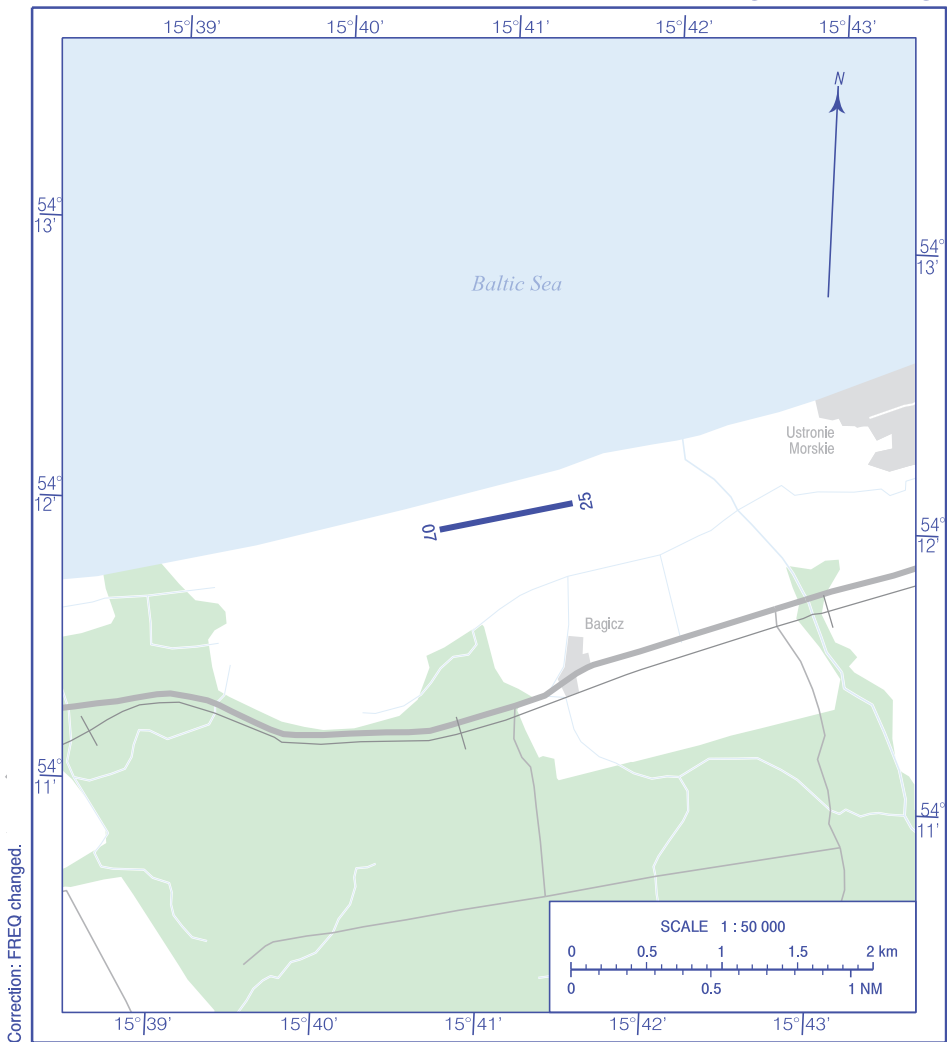 15°39' 15°40' 15°41' 15°42' 15°43'
N
54°
13'
54°
13'
Baltic Sea
Ustronie
Morskie
54°
12'
25
07
54°
12'
Bagicz
54°
11'
54°
11'
Correction: FREQ changed.
SCALE 1 : 50 000
0 0.5 1 1.5 2 km
0 0.5 1 NM
15°39' 15°40' 15°41' 15°42' 15°43'